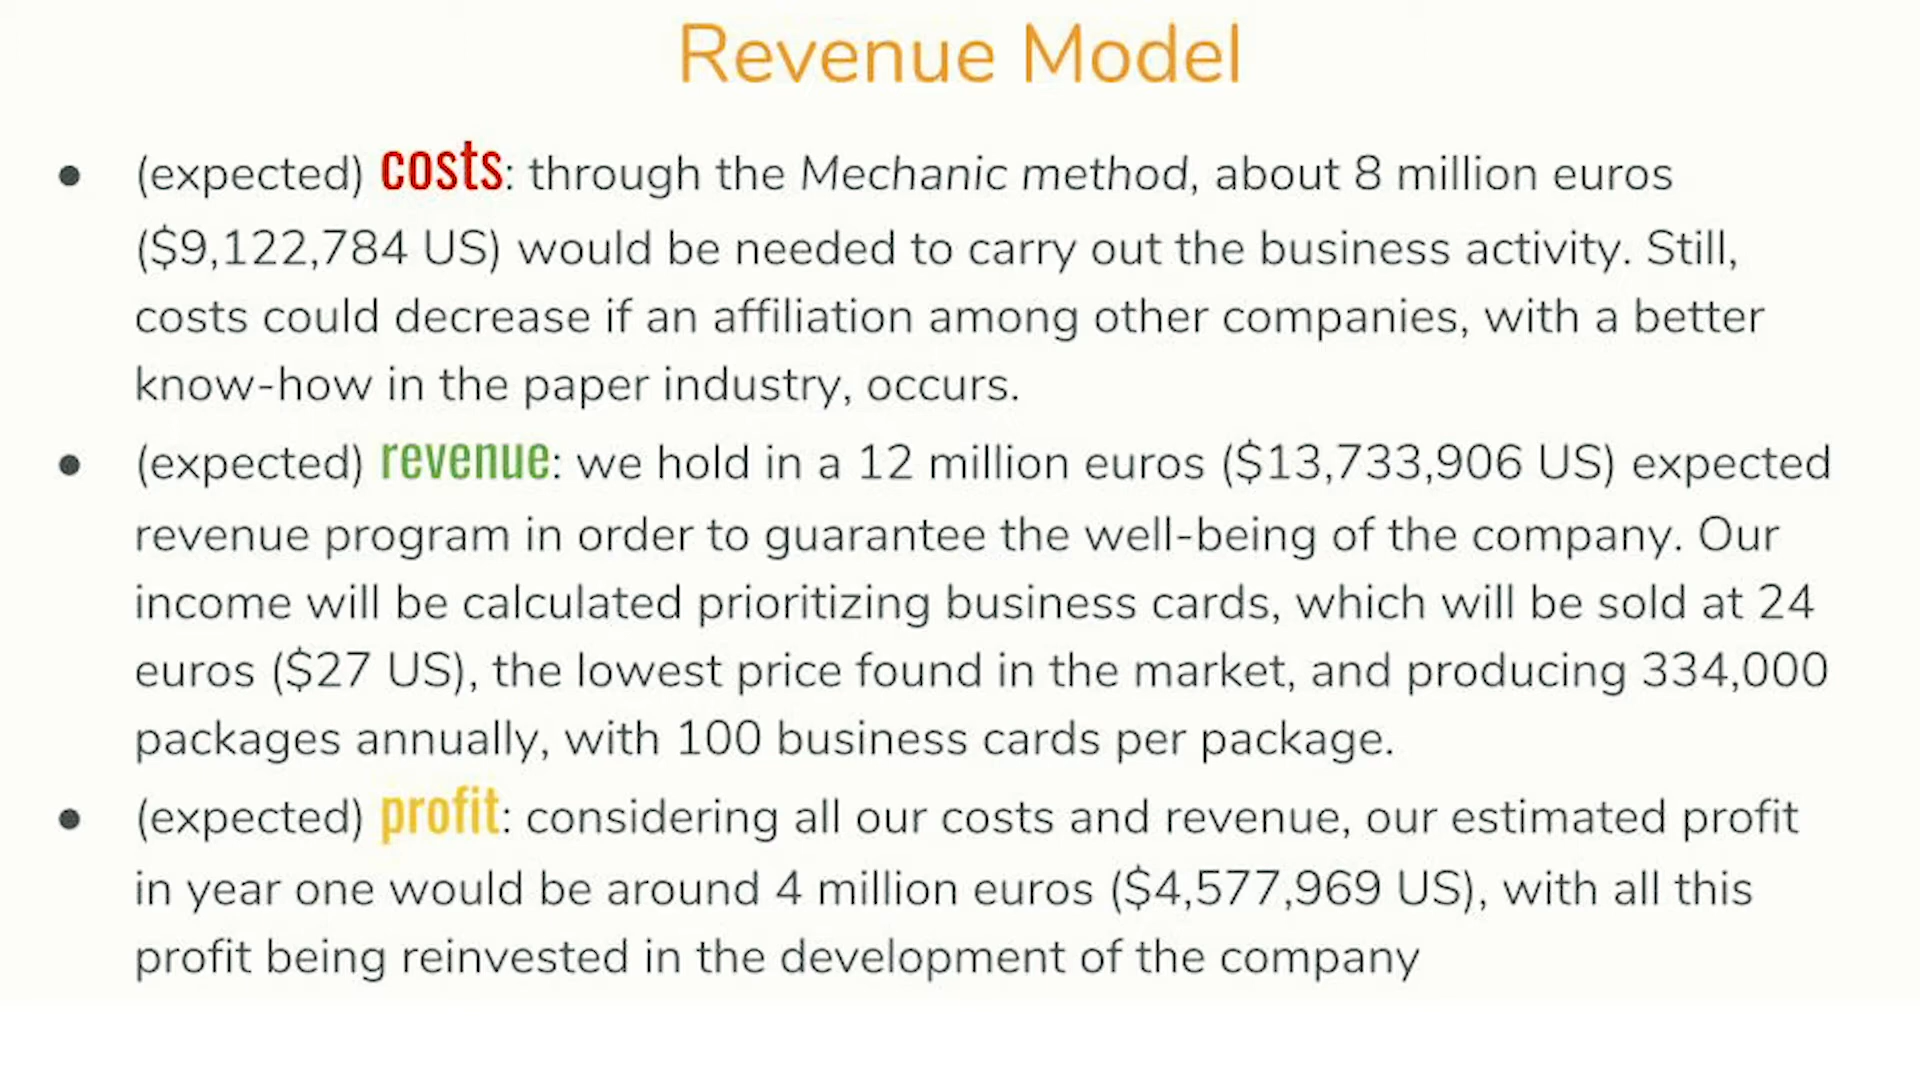 Revenue Model
● (expected) costs: through the Mechanic method, about 8 million euros
($9,122,784 US) would be needed to carry out the business activity. Still,
costs could decrease if an affiliation among other companies, with a better
know-how in the paper industry, occurs.
● (expected) revenue: we hold in a 12 million euros ($13,733,906 US) expected
revenue program in order to guarantee the well-being of the company. Our
income will be calculated prioritizing business cards, which will be sold at 24
euros ($27 US), the lowest price found in the market, and producing 334,000
packages annually, with 100 business cards per package.
● (expected) profit: considering all our costs and revenue, our estimated profit
in year one would be around 4 million euros ($4,577,969 US), with all this
profit being reinvested in the development of the company